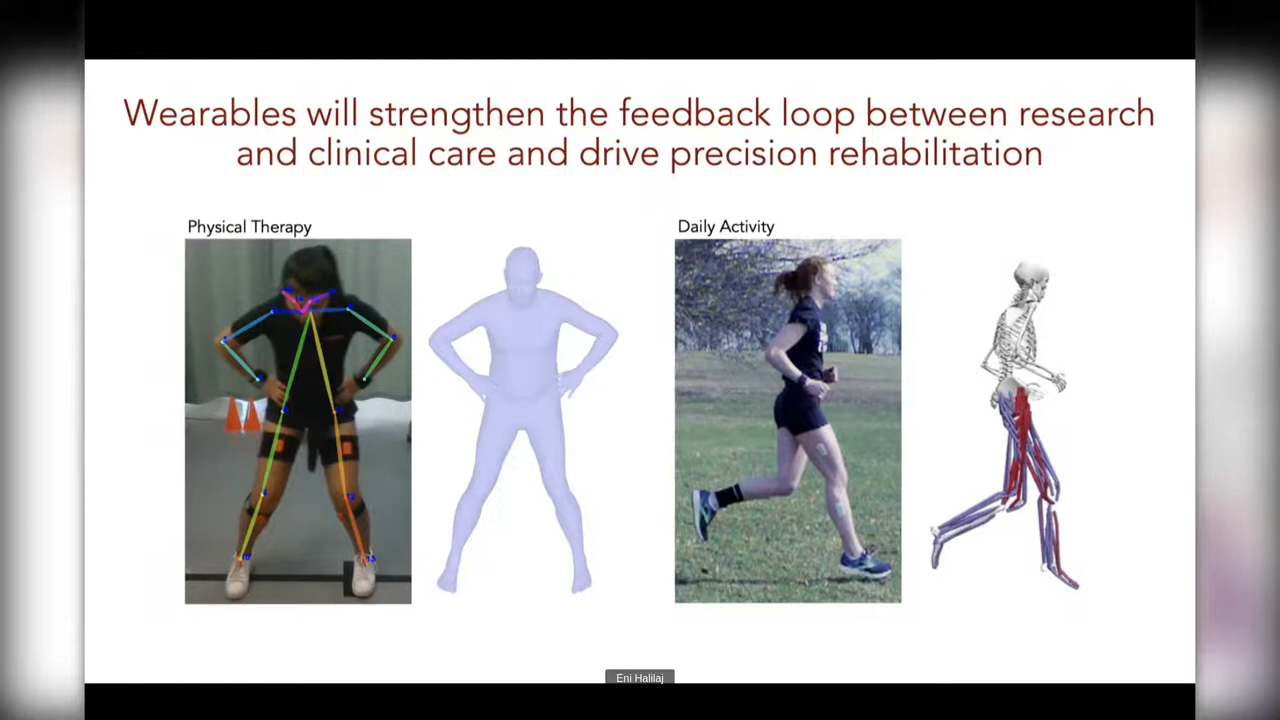 Wearables will strengthen the feedback loop between research
and clinical care and drive precision rehabilitation
Physical Therapy
Daily Activity
Eni Halilaj